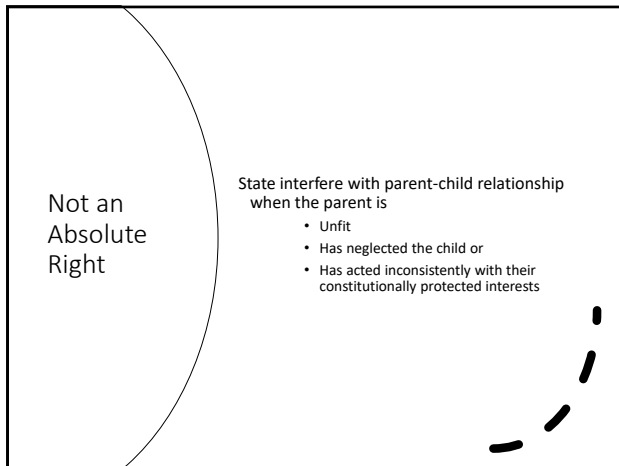 Not an
Absolute
Right
State interfere with parent-child relationship
when the parent is
• Unfit
• Has neglected the child or
• Has acted inconsistently with their
constitutionally protected interests